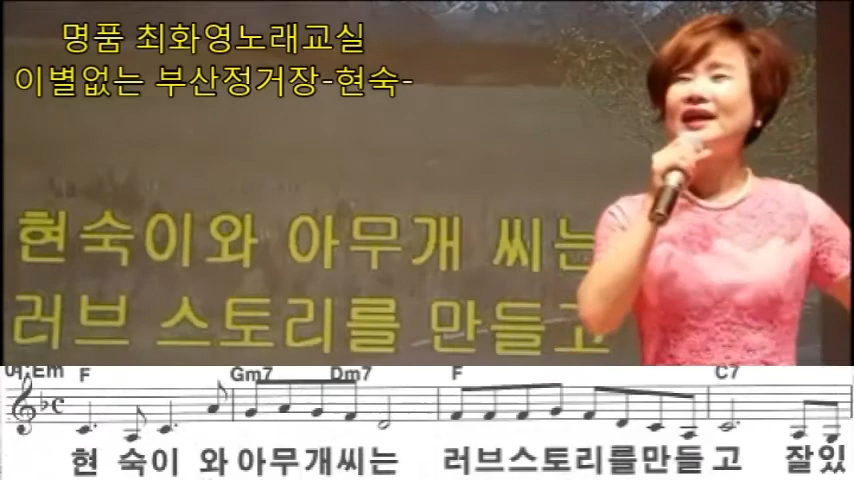 명품 최화영노래교실
이별없는 부산정거장-현숙-
현숙이와 아무개 씨는
러브 스토리를 만들고
여:Em F Gm7 Dm7 F C7
현 숙이 와 아무개씨는 러브스토리를만들 고 잘있